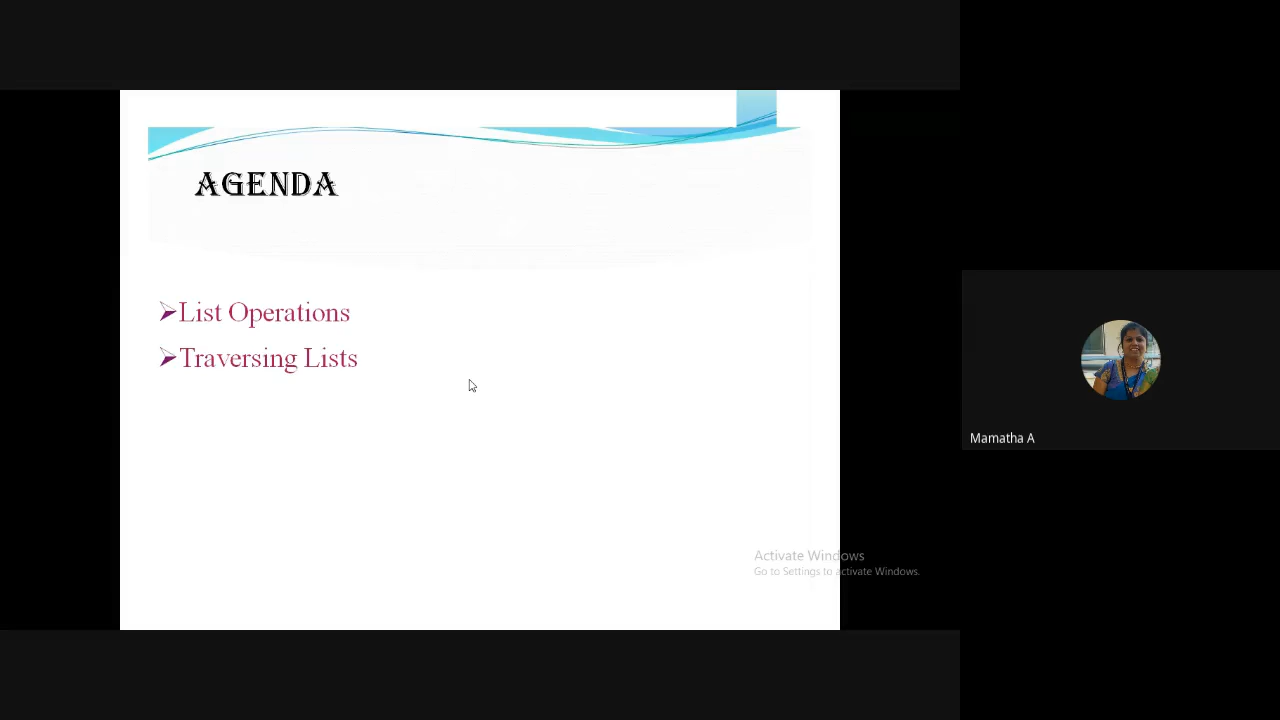 AGENDA
➢List Operations
➢Traversing Lists
Mamatha A
Activate Windows
Go to Settings to activate Windows.